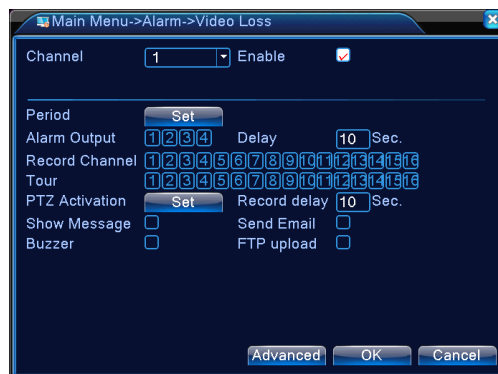 Main Menu->Alarm->Video Loss
Channel 1 Enable
Period Set
Alarm Output 1 2 3 4 Delay 10 Sec.
Record Channel 1 2 3 4 5 6 7 8 9 10 11 12 13 14 15 16
Tour 1 2 3 4 5 6 7 8 9 10 11 12 13 14 15 16
PTZ Activation Set Record delay 10 Sec.
Show Message Send Email
Buzzer FTP upload
Advanced OK Cancel